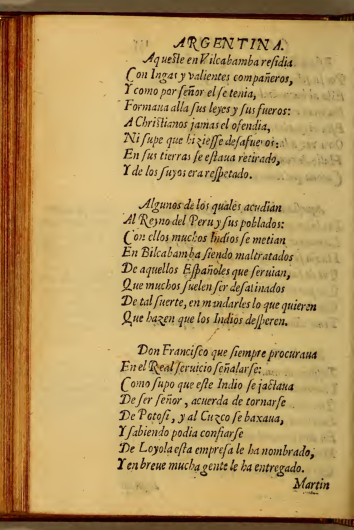 ARGENTINA.
Aqueste en Vilcabamba residia
Con Ingas y valientes compañeros,
Y como por señor el se tenia,
Formaua alla sus leyes y sus fueros:
A Christianos jamas el ofendia,
Ni supe que hiziesse desafueros:
En sus tierras se estaua retirado,
Y de los suyos era respetado.
Algunos de los quales acudian
Al Reyno del Peru y sus poblados:
Con ellos muchos Indios se metian
En Bilcabamba siendo maltratados
De aquellos Españoles que seruian,
Que muchos suelen ser desatinados
De tal suerte, en mandarles lo que quieren
Que hazen que los Indios desperen.
Don Francisco que siempre procuraua
En el Real seruicio señalarse:
Como supo que este Indio se jactaua
De ser señor, acuerda de tornarse
De Potosi, y al Cuzco se baxaua,
Y sabiendo podia confiarse
De Loyola esta empresa le ha nombrado,
Y en breue mucha gente le ha entregado.
Martin